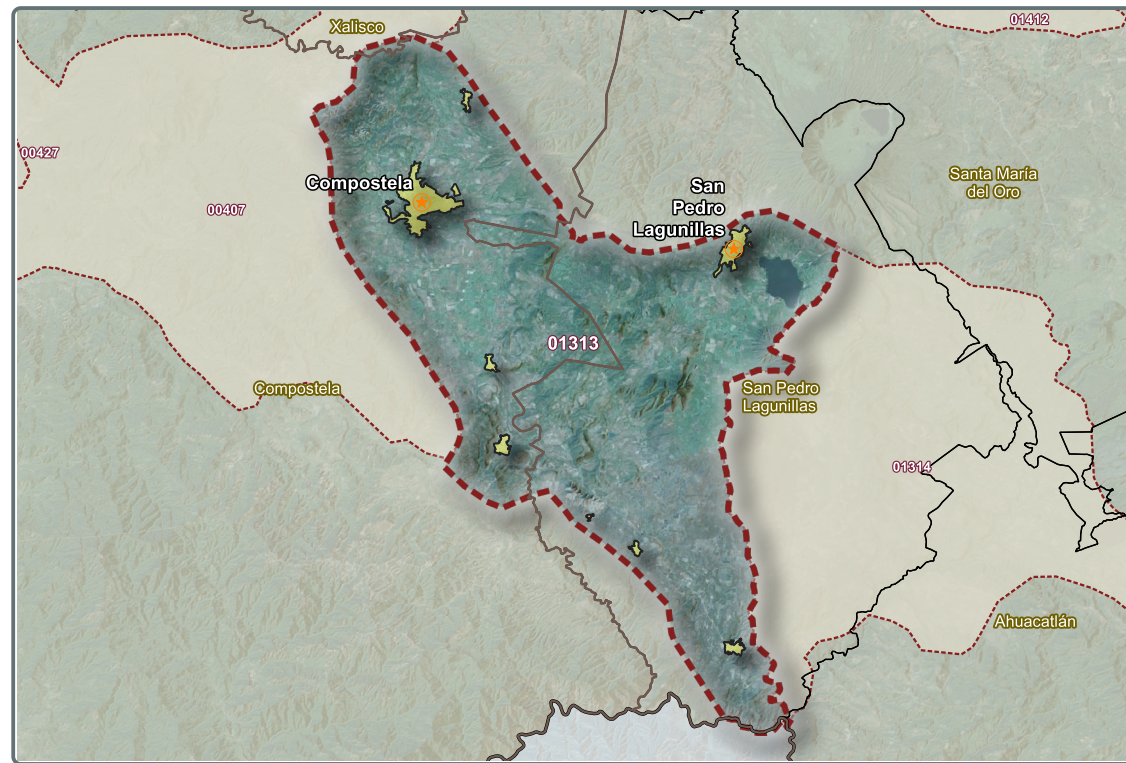 Xalisco
01412
00427
Santa María
del Oro
Compostela
San
Pedro
Lagunillas
00407
01313
Compostela
San Pedro
Lagunillas
01314
Ahuacatlán